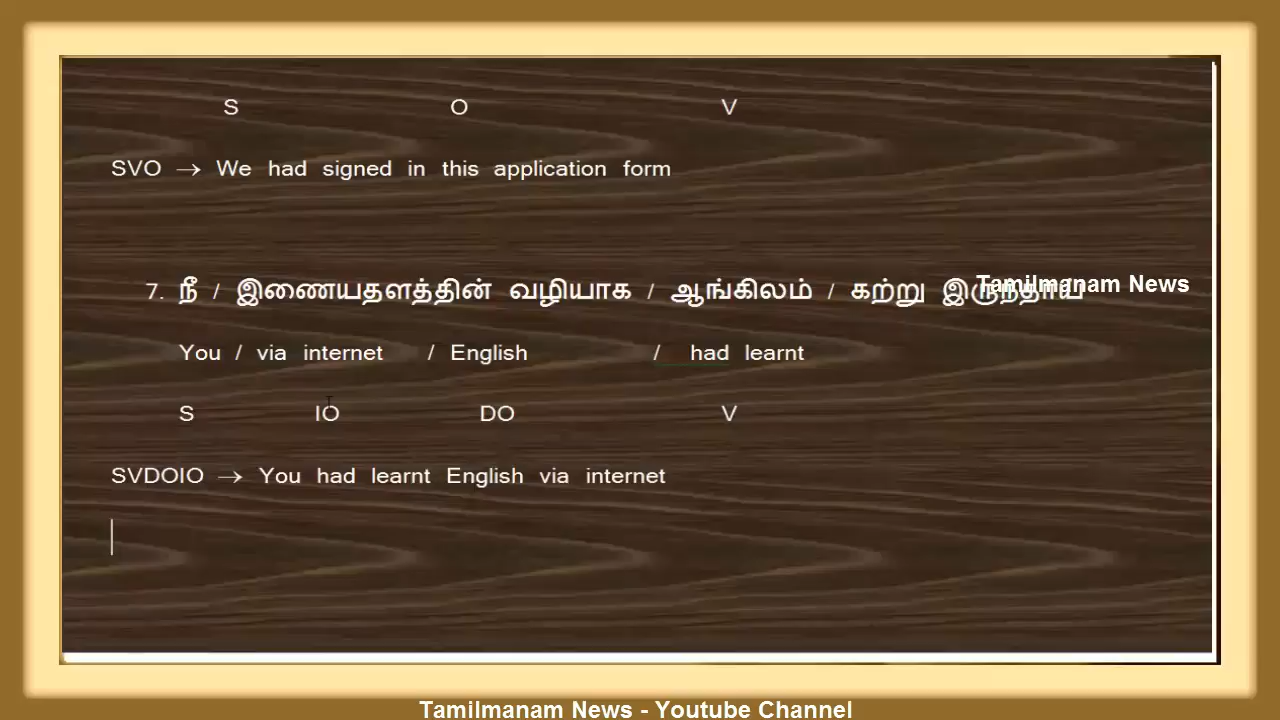 S O V
SVO → We had signed in this application form
7. நீ / இணையதளத்தின் வழியாக / ஆங்கிலம் / கற்று இருந்தாய்
Tamilmanam News
You / via internet / English / had learnt
S IO DO V
SVDOIO → You had learnt English via internet
Tamilmanam News - Youtube Channel